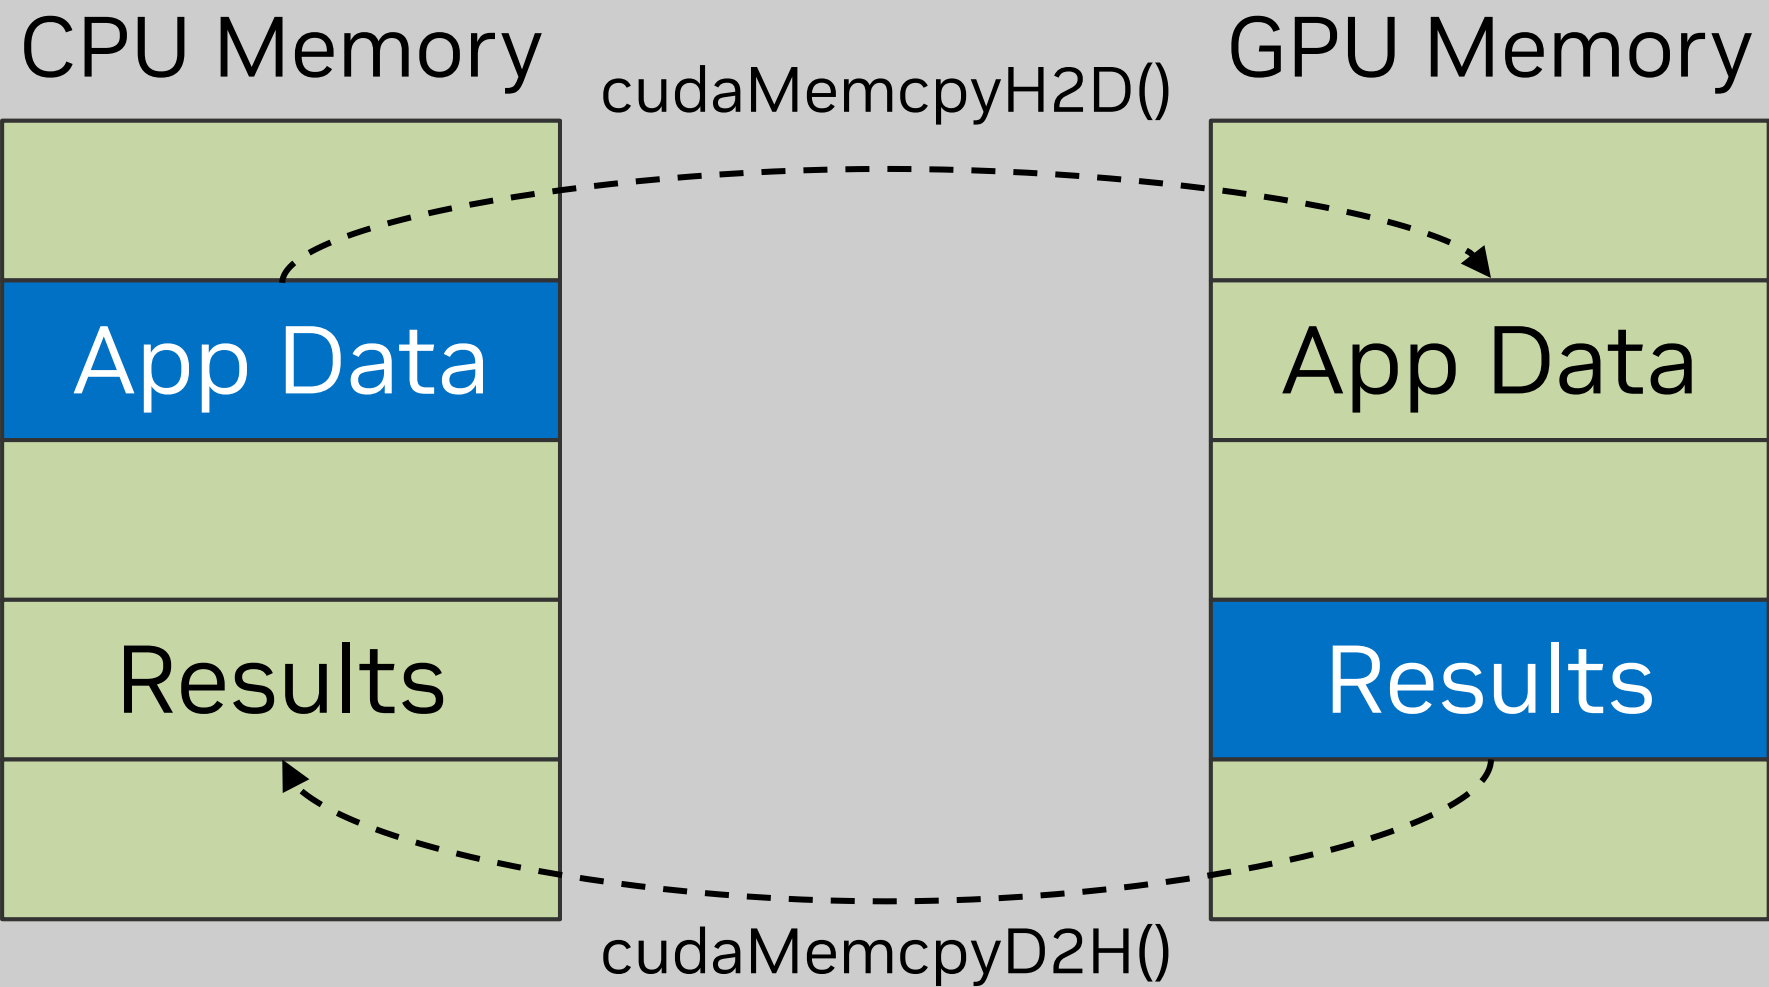 CPU Memory
cudaMemcpyH2D()
GPU Memory
App Data
App Data
Results
Results
cudaMemcpyD2H()